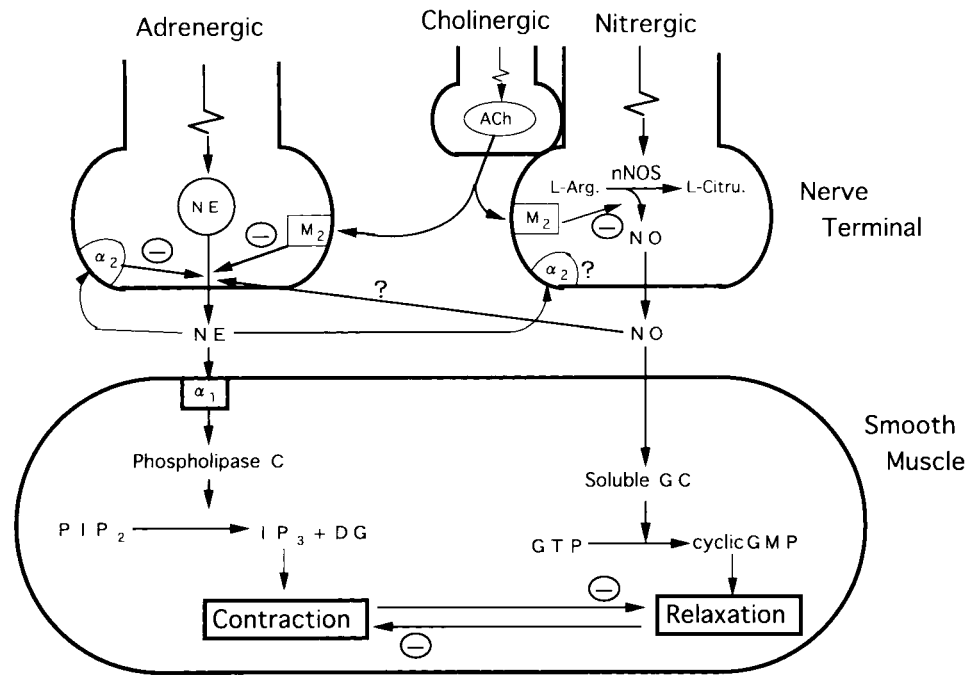 Adrenergic
Cholinergic
Nitrergic
ACh
NE
M2
α2
−
−
L-Arg.
nNOS
L-Citru.
M2
−
NO
α2 ?
Nerve
Terminal
?
NE
NO
α1
Smooth
Muscle
Phospholipase C
Soluble GC
PIP2
IP3 + DG
GTP
cyclic GMP
−
Contraction
Relaxation
−